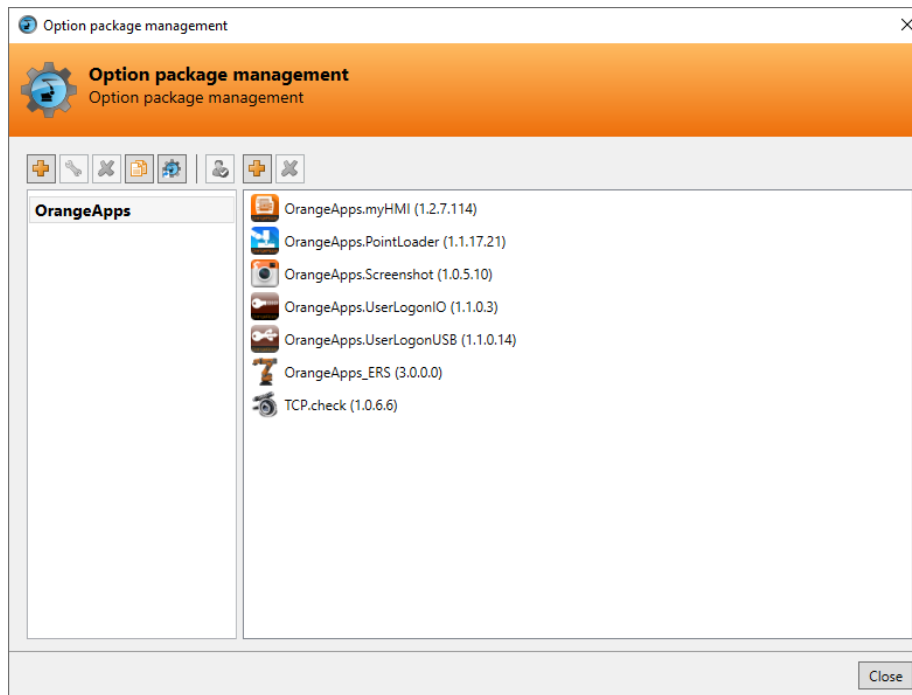 Option package management
Option package management
Option package management
OrangeApps
OrangeApps.myHMI (1.2.7.114)
OrangeApps.PointLoader (1.1.17.21)
OrangeApps.Screenshot (1.0.5.10)
OrangeApps.UserLogonIO (1.1.0.3)
OrangeApps.UserLogonUSB (1.1.0.14)
OrangeApps_ERS (3.0.0.0)
TCP.check (1.0.6.6)
Close